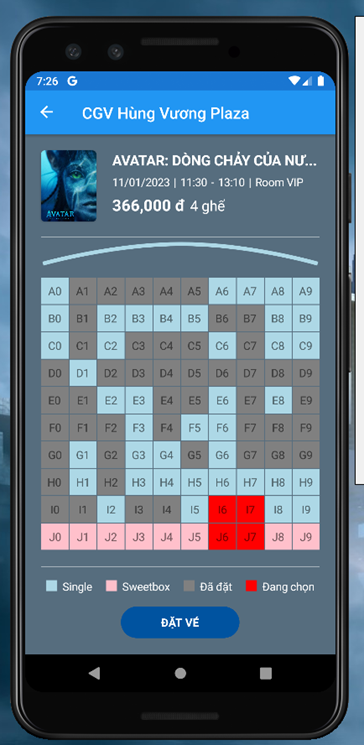 7:26 G
CGV Hùng Vương Plaza
AVATAR: DÒNG CHẢY CỦA NƯ...
11/01/2023 | 11:30 - 13:10 | Room VIP
366,000 đ 4 ghế
AVATAR
A0 A1 A2 A3 A4 A5 A6 A7 A8 A9
B0 B1 B2 B3 B4 B5 B6 B7 B8 B9
C0 C1 C2 C3 C4 C5 C6 C7 C8 C9
D0 D1 D2 D3 D4 D5 D6 D7 D8 D9
E0 E1 E2 E3 E4 E5 E6 E7 E8 E9
F0 F1 F2 F3 F4 F5 F6 F7 F8 F9
G0 G1 G2 G3 G4 G5 G6 G7 G8 G9
H0 H1 H2 H3 H4 H5 H6 H7 H8 H9
I0 I1 I2 I3 I4 I5 I6 I7 I8 I9
J0 J1 J2 J3 J4 J5 J6 J7 J8 J9
Single Sweetbox Đã đặt Đang chọn
ĐẶT VÉ